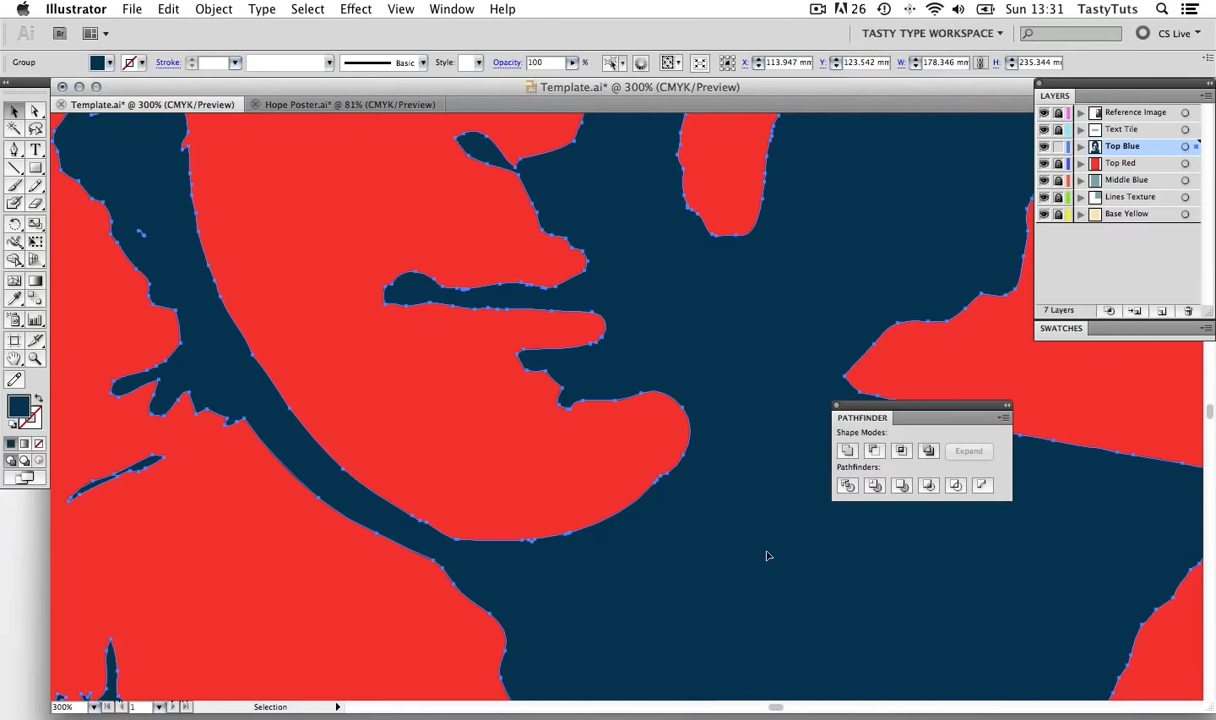 Illustrator File Edit Object Type Select Effect View Window Help 26 Sun 13:31 TastyTuts
Ai Br TASTY TYPE WORKSPACE CS Live
Group Stroke: Basic Style: Opacity: 100 % X: 113.947 mm Y: 123.542 mm W: 178.346 mm H: 235.344 mm
Template.ai* @ 300% (CMYK/Preview)
Template.ai* @ 300% (CMYK/Preview) Hope Poster.ai* @ 81% (CMYK/Preview)
LAYERS
Reference Image
Text Tile
Top Blue
Top Red
Middle Blue
Lines Texture
Base Yellow
7 Layers
SWATCHES
PATHFINDER
Shape Modes:
Expand
Pathfinders:
300% 1 Selection